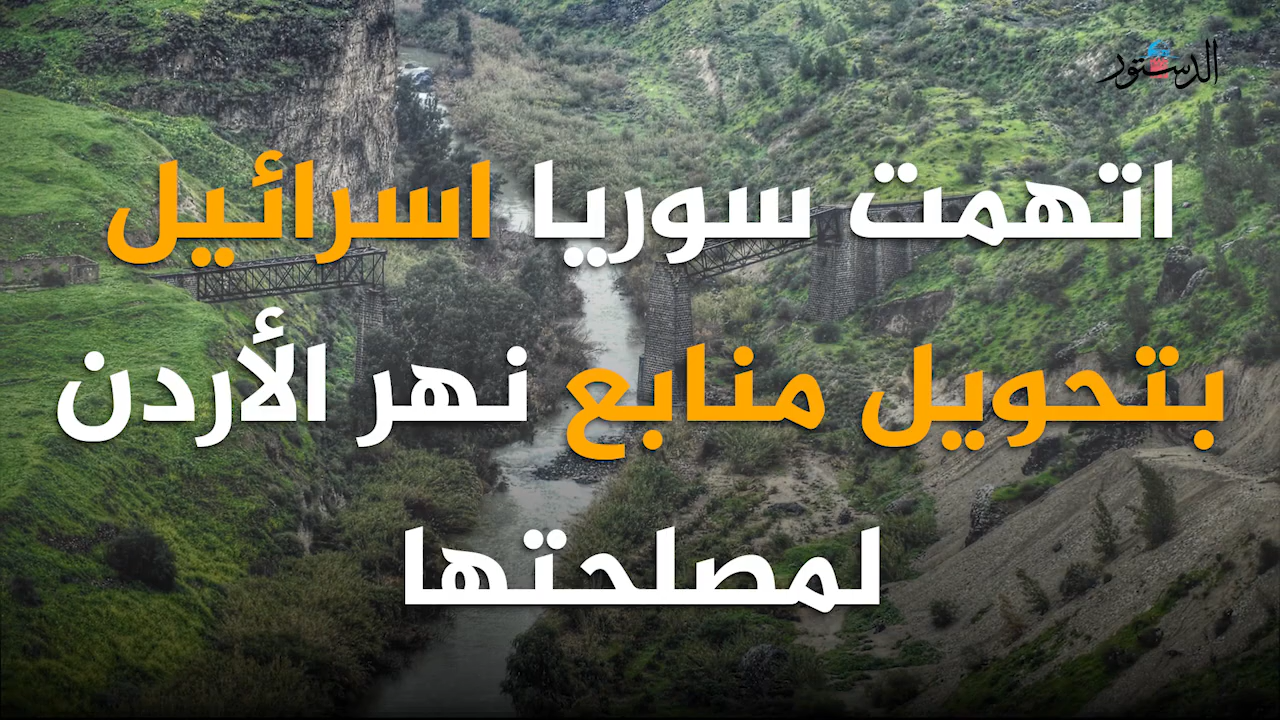 الدستور
اتهمت سوريا اسرائيل
بتحويل منابع نهر الأردن
لمصلحتها